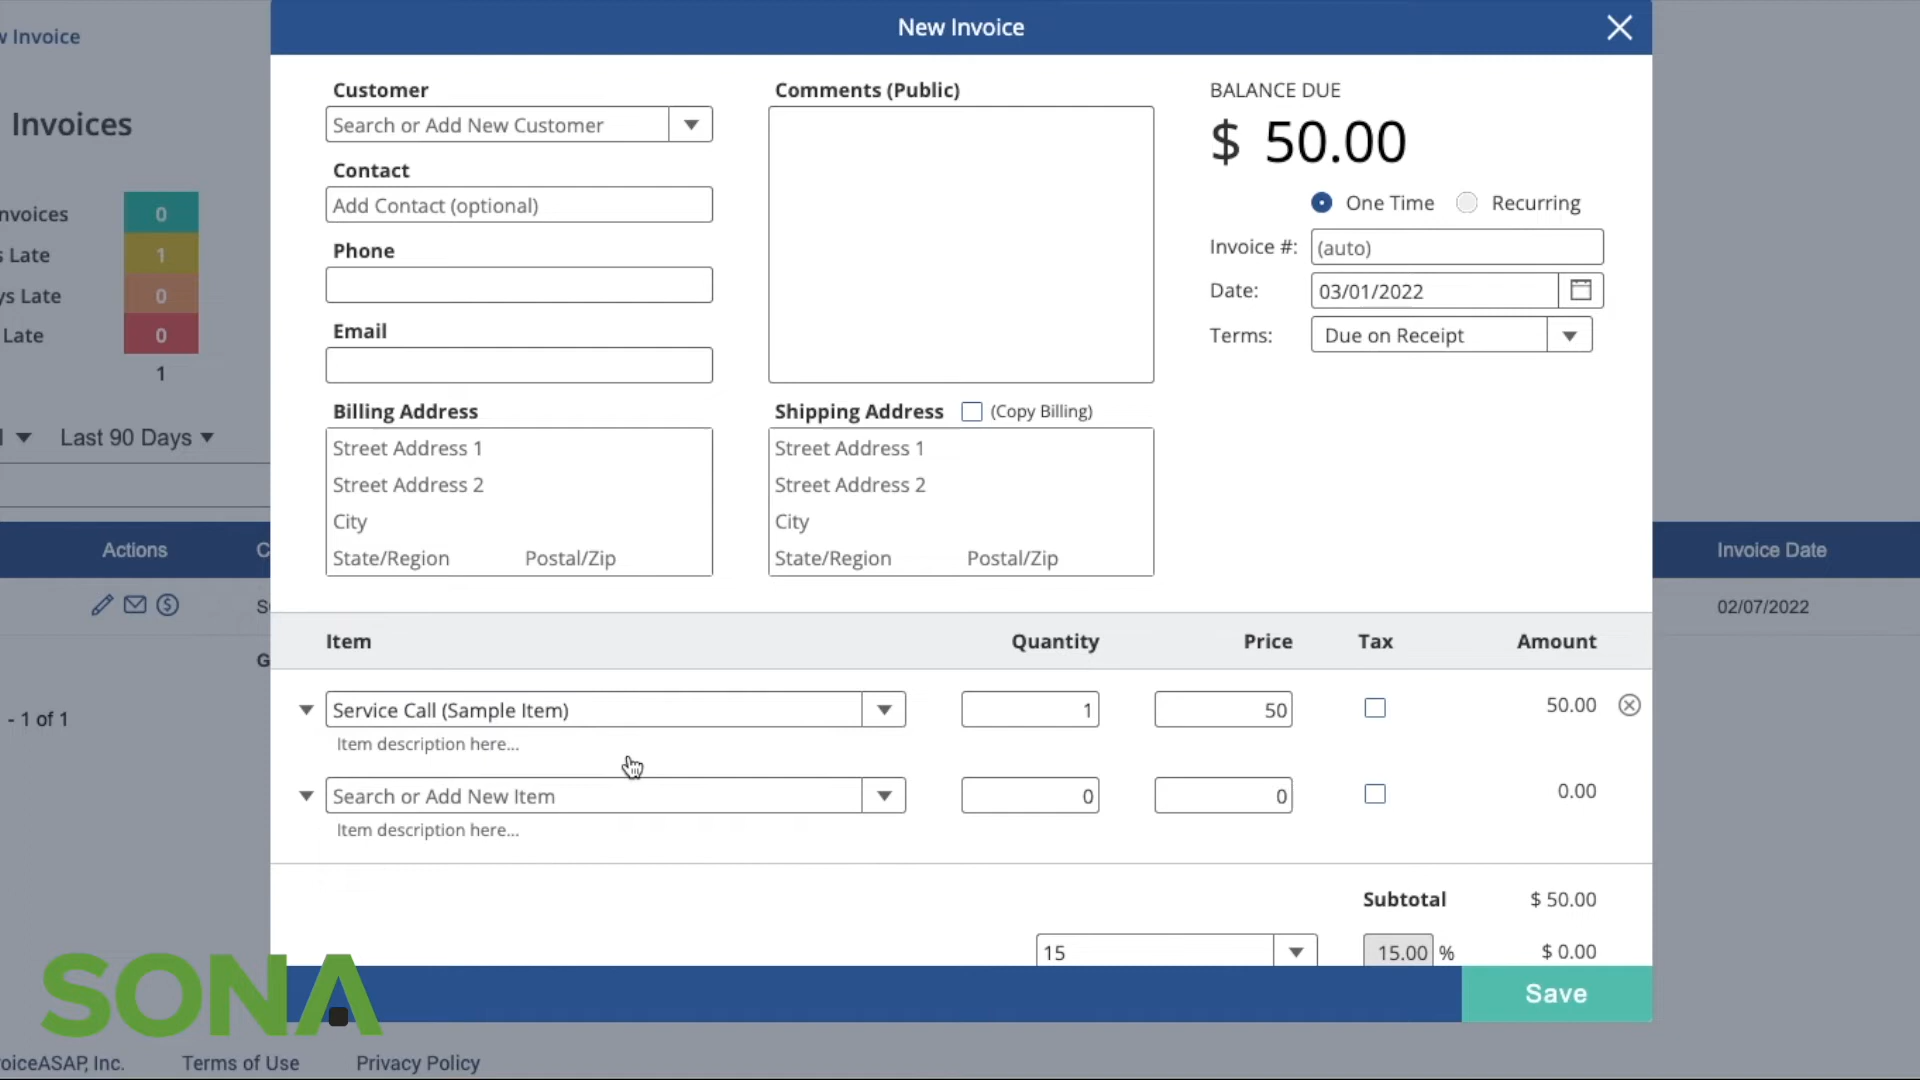 New Invoice
w Invoice
Invoices
nvoices 0
s Late 1
ys Late 0
Late 0
1
Last 90 Days
Actions
C
S
G
- 1 of 1
Customer
Search or Add New Customer
Contact
Add Contact (optional)
Phone
Email
Billing Address
Street Address 1
Street Address 2
City
State/Region Postal/Zip
Comments (Public)
Shipping Address (Copy Billing)
Street Address 1
Street Address 2
City
State/Region Postal/Zip
BALANCE DUE
$ 50.00
One Time Recurring
Invoice #: (auto)
Date: 03/01/2022
Terms: Due on Receipt
Invoice Date
02/07/2022
Item Quantity Price Tax Amount
Service Call (Sample Item) 1 50 50.00
Item description here...
Search or Add New Item 0 0 0.00
Item description here...
Subtotal $ 50.00
15 15.00 % $ 0.00
Save
SONA
voiceASAP, Inc. Terms of Use Privacy Policy